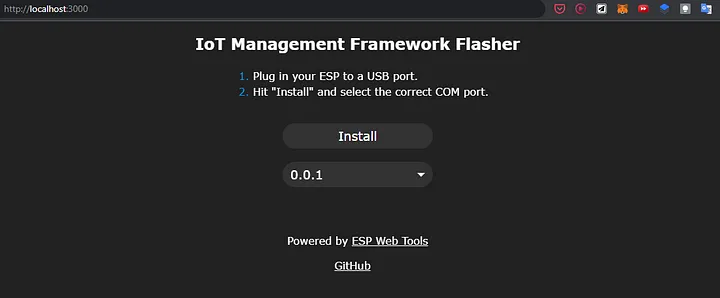 http://localhost:3000
IoT Management Framework Flasher
1. Plug in your ESP to a USB port.
2. Hit "Install" and select the correct COM port.
Install
0.0.1
Powered by ESP Web Tools
GitHub